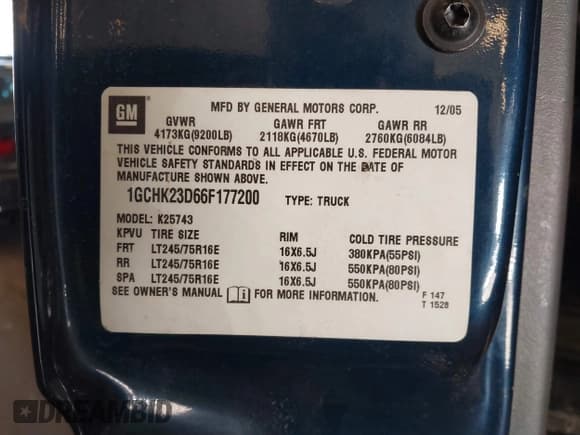 GM
MFD BY GENERAL MOTORS CORP. 12/05
GVWR GAWR FRT GAWR RR
4173KG(9200LB) 2118KG(4670LB) 2760KG(6084LB)
THIS VEHICLE CONFORMS TO ALL APPLICABLE U.S. FEDERAL MOTOR
VEHICLE SAFETY STANDARDS IN EFFECT ON THE DATE OF
MANUFACTURE SHOWN ABOVE.
1GCHK23D66F177200 TYPE: TRUCK
MODEL: K25743
KPVU TIRE SIZE RIM COLD TIRE PRESSURE
FRT LT245/75R16E 16X6.5J 380KPA(55PSI)
RR LT245/75R16E 16X6.5J 550KPA(80PSI)
SPA LT245/75R16E 16X6.5J 550KPA(80PSI)
SEE OWNER'S MANUAL FOR MORE INFORMATION.
F 147
T 1528
DREAMBID